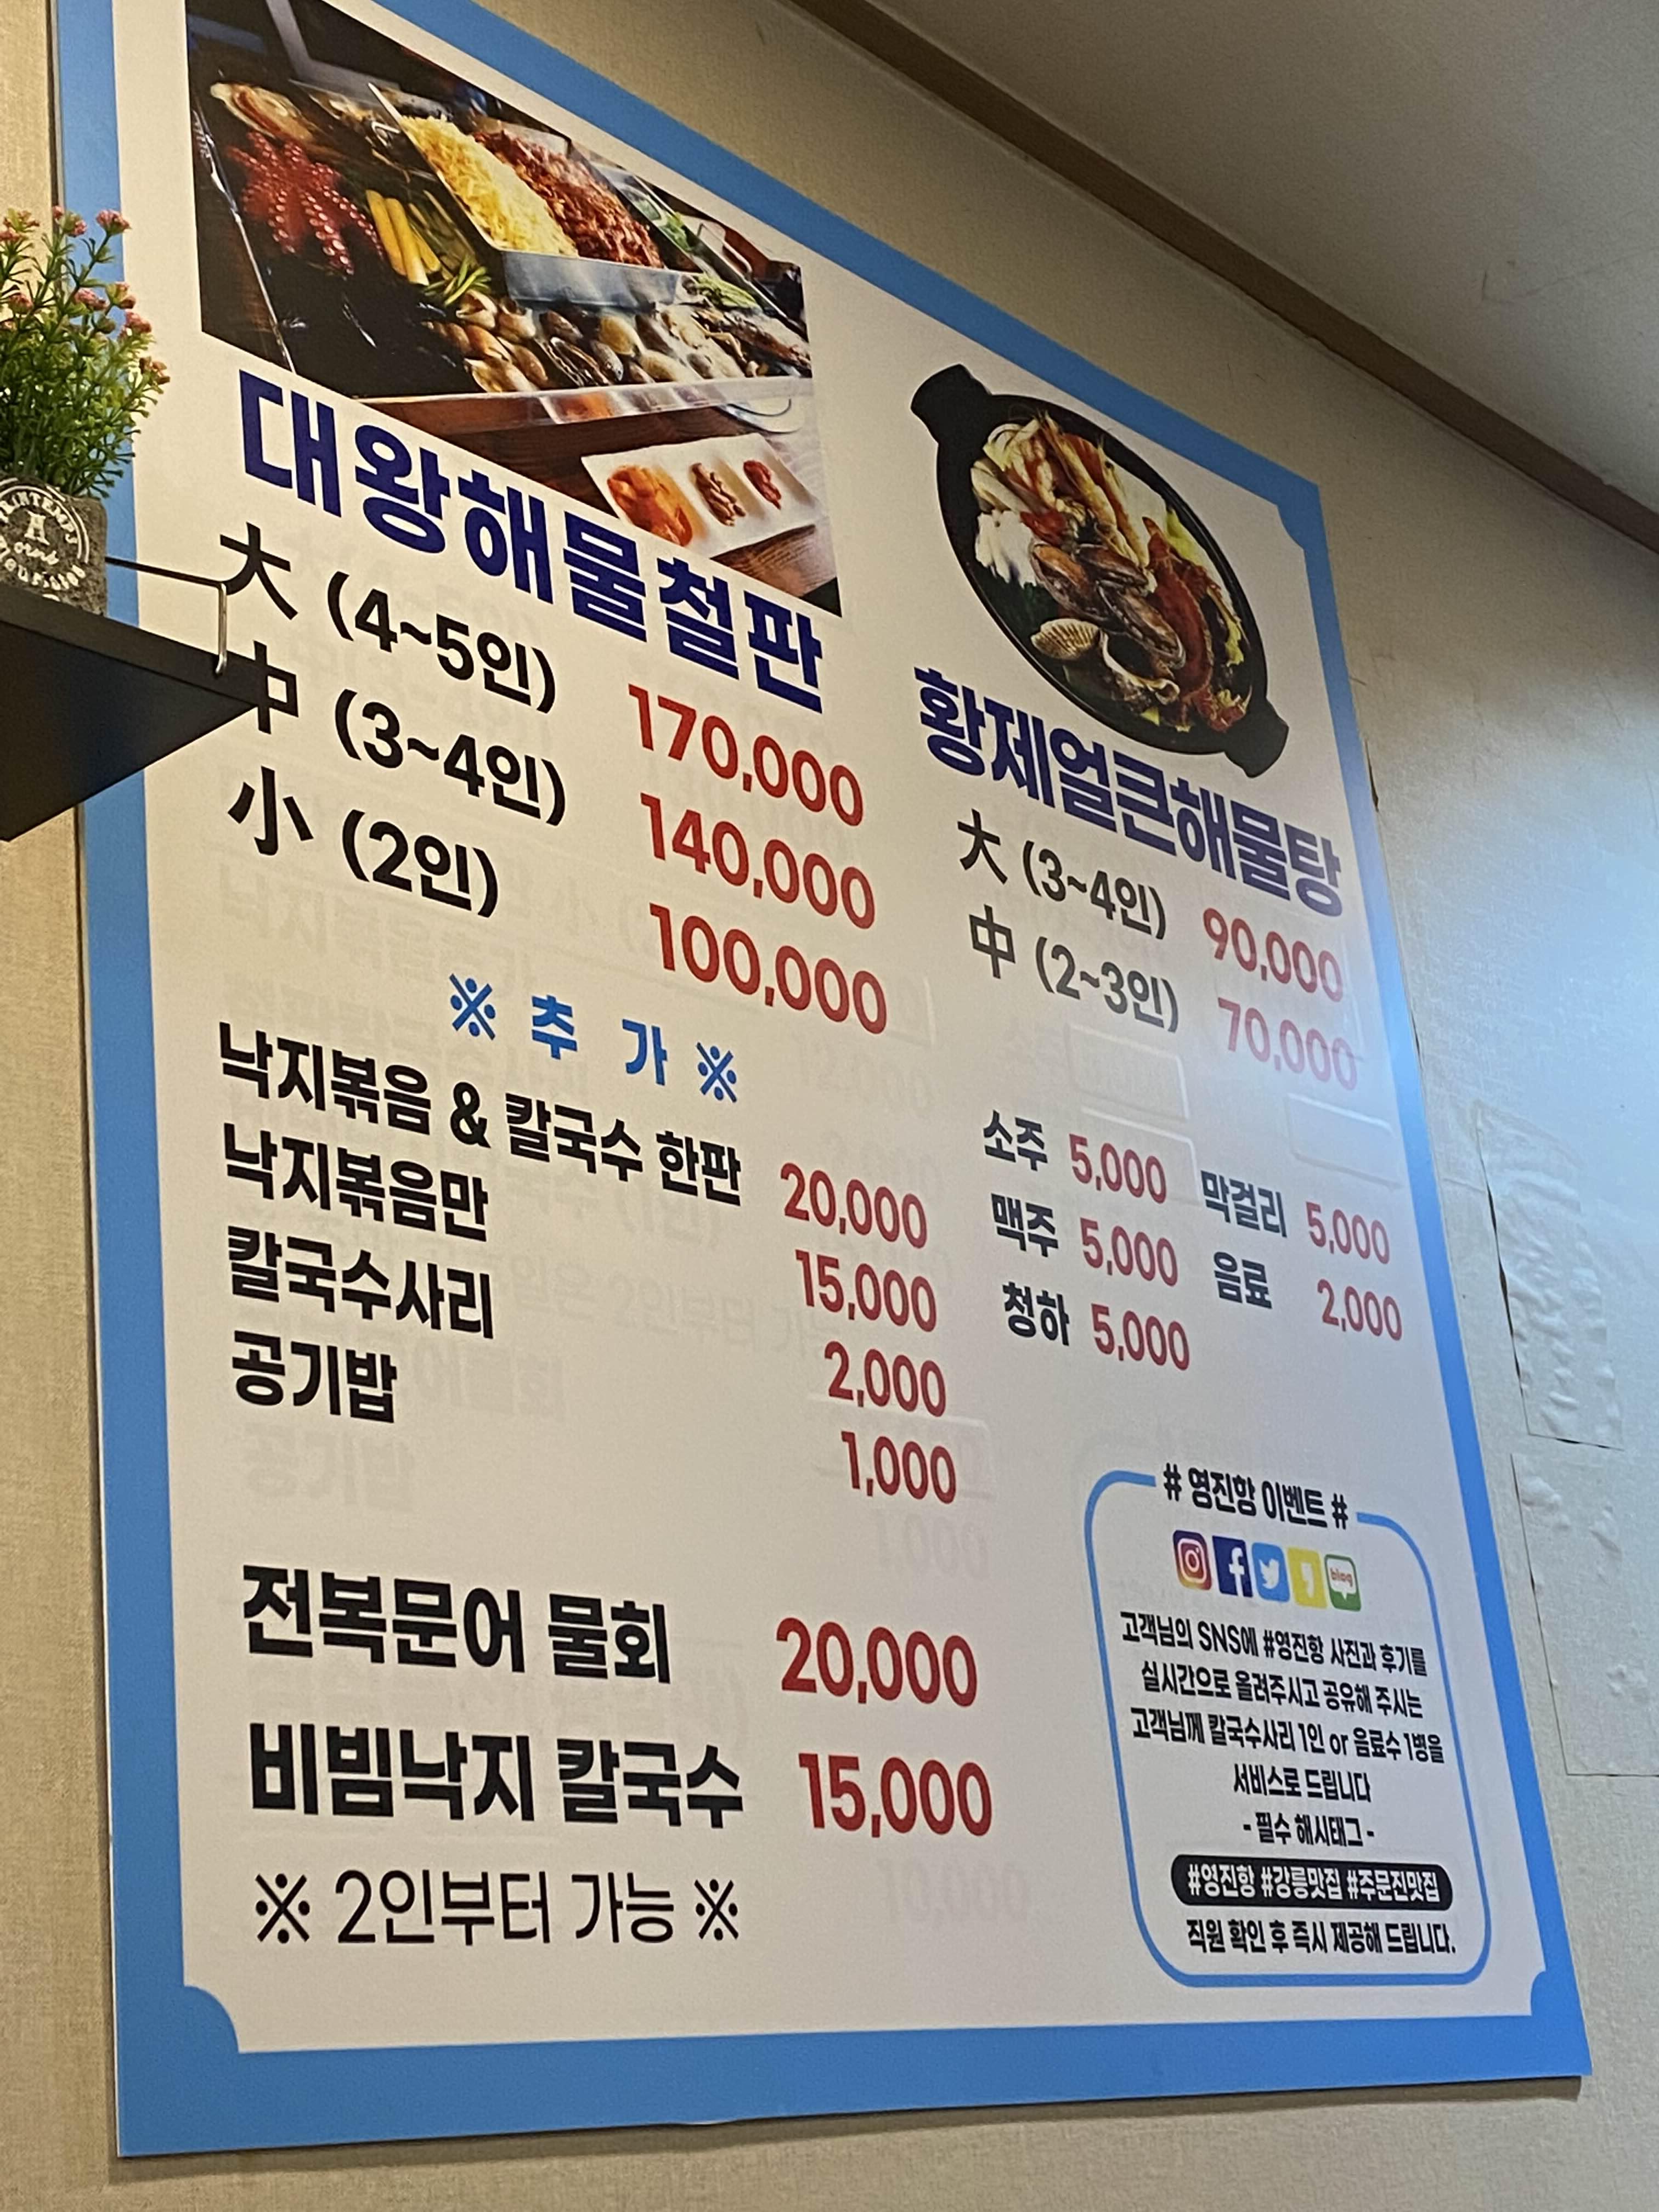 대왕해물철판
大 (4~5인) 170,000
中 (3~4인) 140,000
小 (2인) 100,000
※ 추 가 ※
낙지볶음 & 칼국수 한판 20,000
낙지볶음만 15,000
칼국수사리 2,000
공기밥 1,000
전복문어 물회 20,000
비빔낙지 칼국수 15,000
※ 2인부터 가능 ※
황제얼큰해물탕
大 (3~4인) 90,000
中 (2~3인) 70,000
소주 5,000 막걸리 5,000
맥주 5,000 음료 2,000
청하 5,000
# 영진항 이벤트 #
blog
고객님의 SNS에 #영진항 사진과 후기를
실시간으로 올려주시고 공유해 주시는
고객님께 칼국수사리 1인 or 음료수 1병을
서비스로 드립니다
- 필수 해시태그 -
#영진항 #강릉맛집 #주문진맛집
직원 확인 후 즉시 제공해 드립니다.